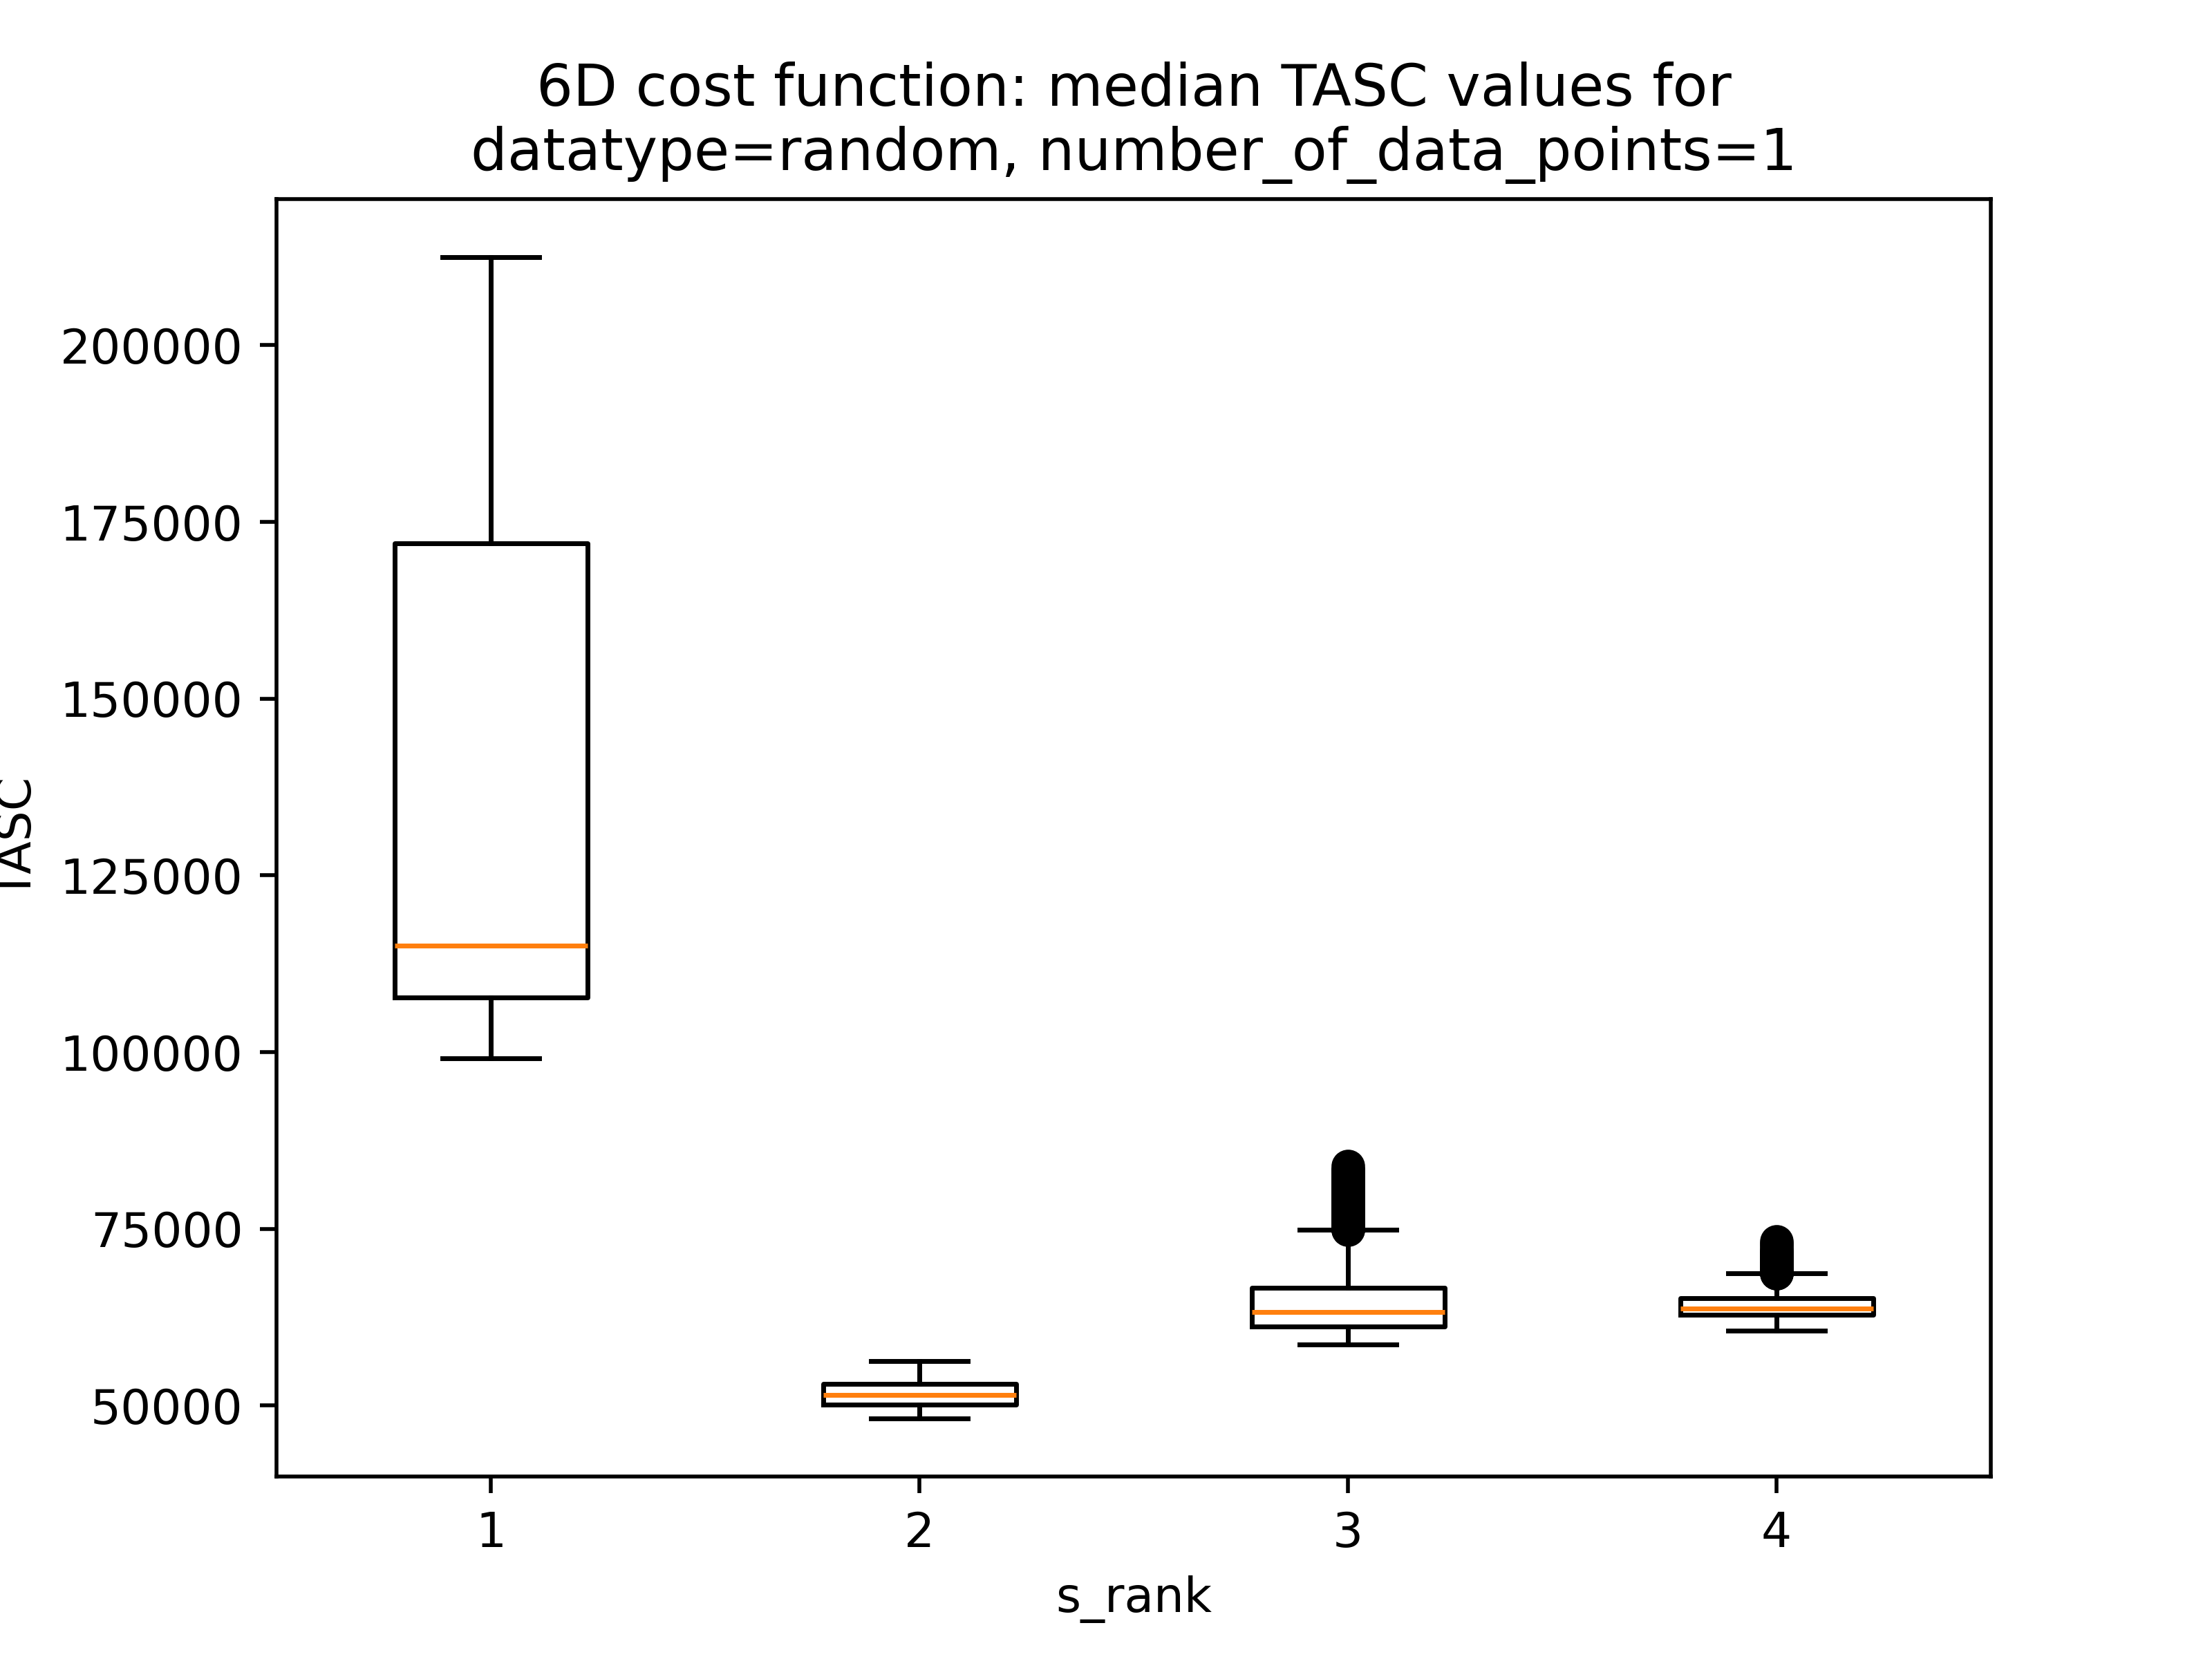 6D cost function: median TASC values for
datatype=random, number_of_data_points=1
200000
175000
150000
125000
100000
75000
50000
TASC
1 2 3 4
s_rank